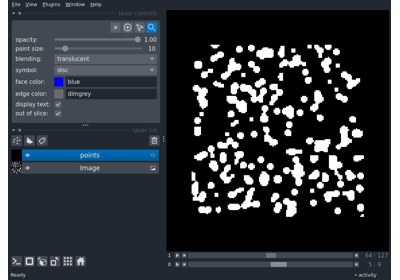 File View Plugins Window Help
layer controls
opacity: 1.00
point size: 10
blending: translucent
symbol: disc
face color: blue
edge color: dimgrey
display text:
out of slice:
layer list
points
Image
1 64 127
0 5 9
Ready
activity